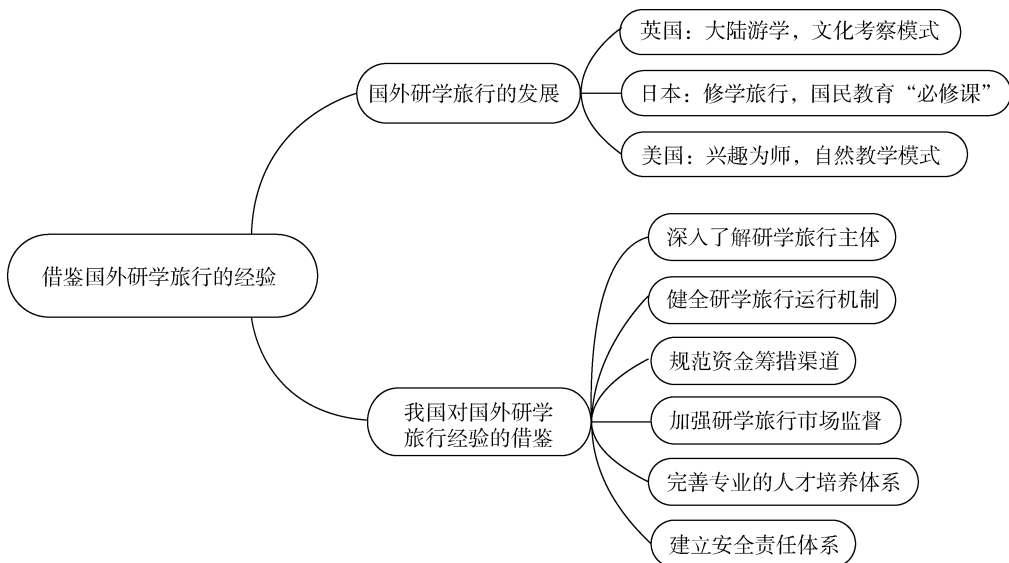 借鉴国外研学旅行的经验
国外研学旅行的发展
英国：大陆游学，文化考察模式
日本：修学旅行，国民教育“必修课”
美国：兴趣为师，自然教学模式
我国对国外研学
旅行经验的借鉴
深入了解研学旅行主体
健全研学旅行运行机制
规范资金筹措渠道
加强研学旅行市场监督
完善专业的人才培养体系
建立安全责任体系